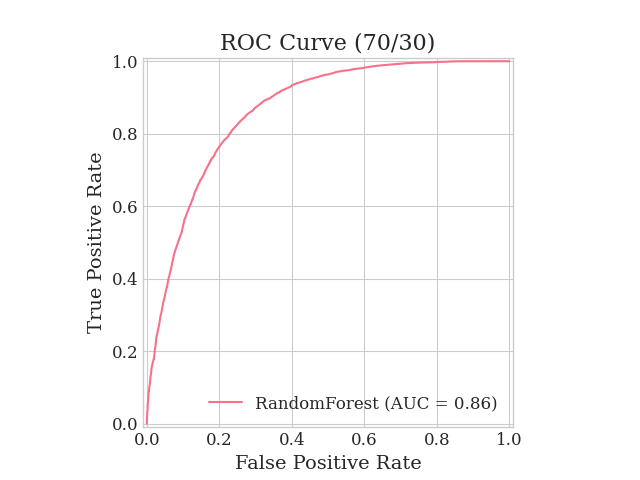 ROC Curve (70/30)
1.0
0.8
0.6
0.4
0.2
0.0
True Positive Rate
RandomForest (AUC = 0.86)
0.0 0.2 0.4 0.6 0.8 1.0
False Positive Rate